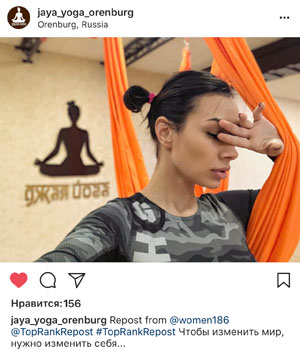 jaya_yoga_orenburg
Orenburg, Russia
джая йога
Нравится: 156
jaya_yoga_orenburg Repost from @women186
@TopRankRepost #TopRankRepost Чтобы изменить мир,
нужно изменить себя...